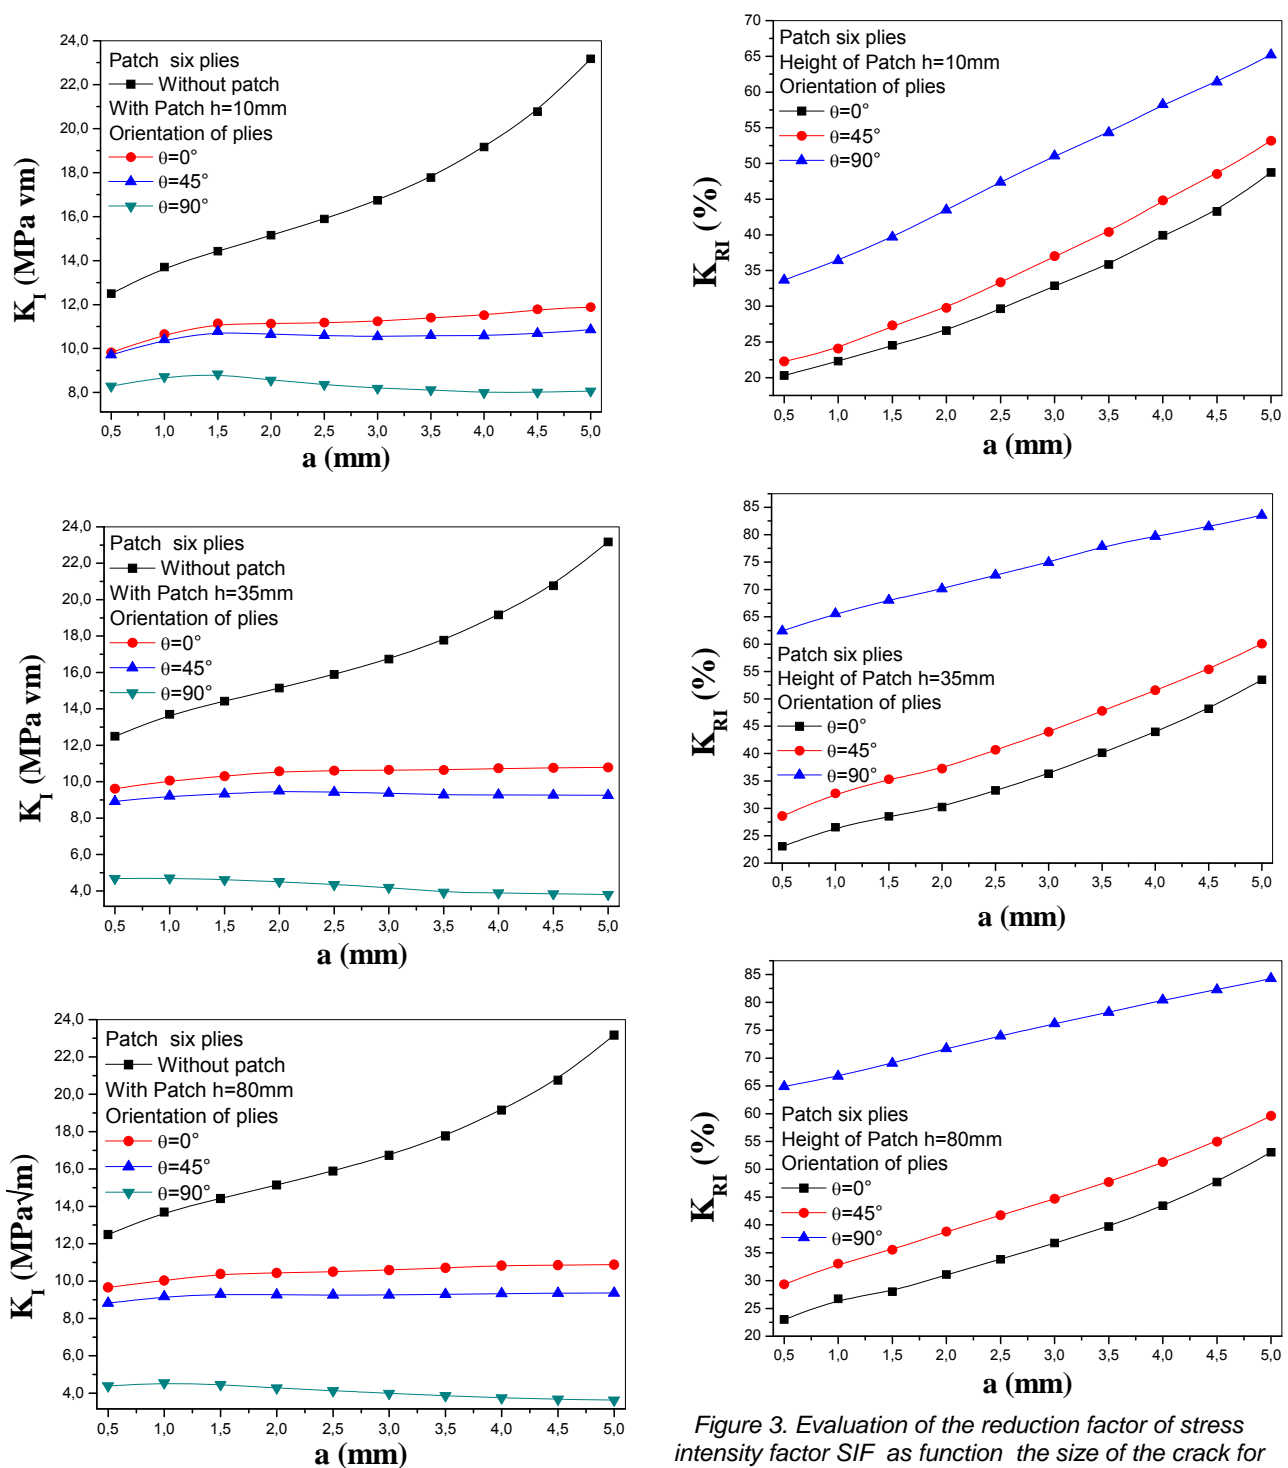 24,0
22,0
20,0
18,0
16,0
14,0
12,0
10,0
8,0
K_I (MPa vm)
Patch six plies
Without patch
With Patch h=10mm
Orientation of plies
θ=0°
θ=45°
θ=90°
0,5 1,0 1,5 2,0 2,5 3,0 3,5 4,0 4,5 5,0
a (mm)
24,0
22,0
20,0
18,0
16,0
14,0
12,0
10,0
8,0
6,0
4,0
K_I (MPa vm)
Patch six plies
Without patch
With Patch h=35mm
Orientation of plies
θ=0°
θ=45°
θ=90°
0,5 1,0 1,5 2,0 2,5 3,0 3,5 4,0 4,5 5,0
a (mm)
24,0
22,0
20,0
18,0
16,0
14,0
12,0
10,0
8,0
6,0
4,0
K_I (MPa√m)
Patch six plies
Without patch
With Patch h=80mm
Orientation of plies
θ=0°
θ=45°
θ=90°
0,5 1,0 1,5 2,0 2,5 3,0 3,5 4,0 4,5 5,0
a (mm)
70
65
60
55
50
45
40
35
30
25
20
K_RI (%)
Patch six plies
Height of Patch h=10mm
Orientation of plies
θ=0°
θ=45°
θ=90°
0,5 1,0 1,5 2,0 2,5 3,0 3,5 4,0 4,5 5,0
a (mm)
85
80
75
70
65
60
55
50
45
40
35
30
25
20
K_RI (%)
Patch six plies
Height of Patch h=35mm
Orientation of plies
θ=0°
θ=45°
θ=90°
0,5 1,0 1,5 2,0 2,5 3,0 3,5 4,0 4,5 5,0
a (mm)
85
80
75
70
65
60
55
50
45
40
35
30
25
20
K_RI (%)
Patch six plies
Height of Patch h=80mm
Orientation of plies
θ=0°
θ=45°
θ=90°
0,5 1,0 1,5 2,0 2,5 3,0 3,5 4,0 4,5 5,0
a (mm)
Figure 3. Evaluation of the reduction factor of stress
intensity factor SIF as function the size of the crack for